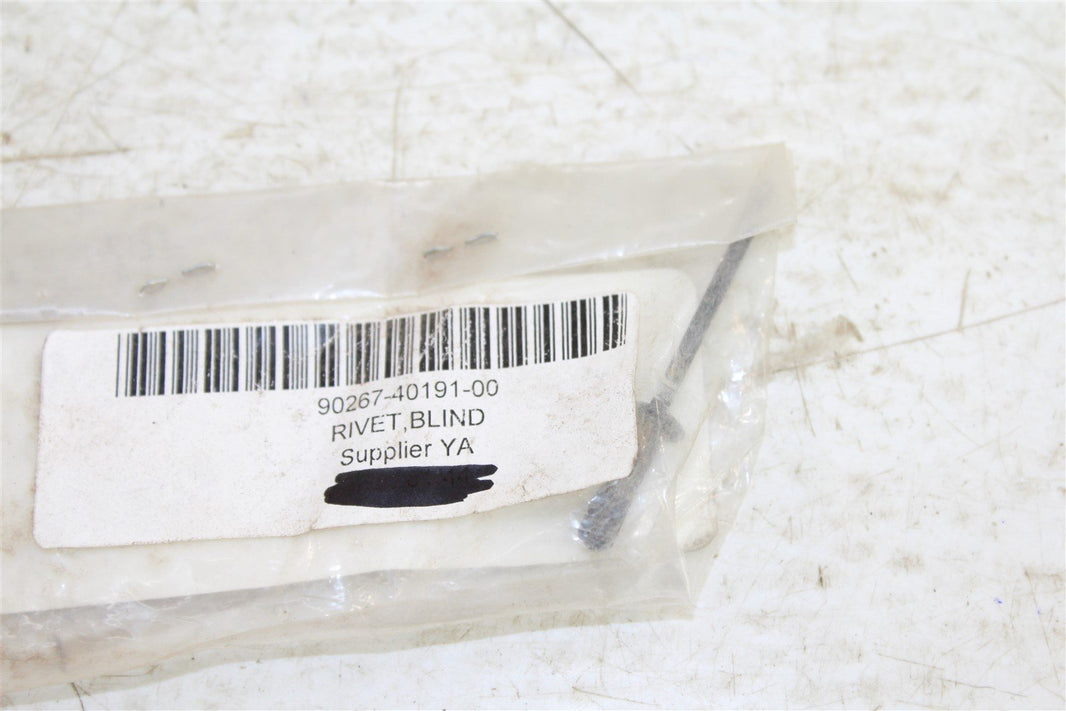 90267-40191-00
RIVET,BLIND
Supplier YA